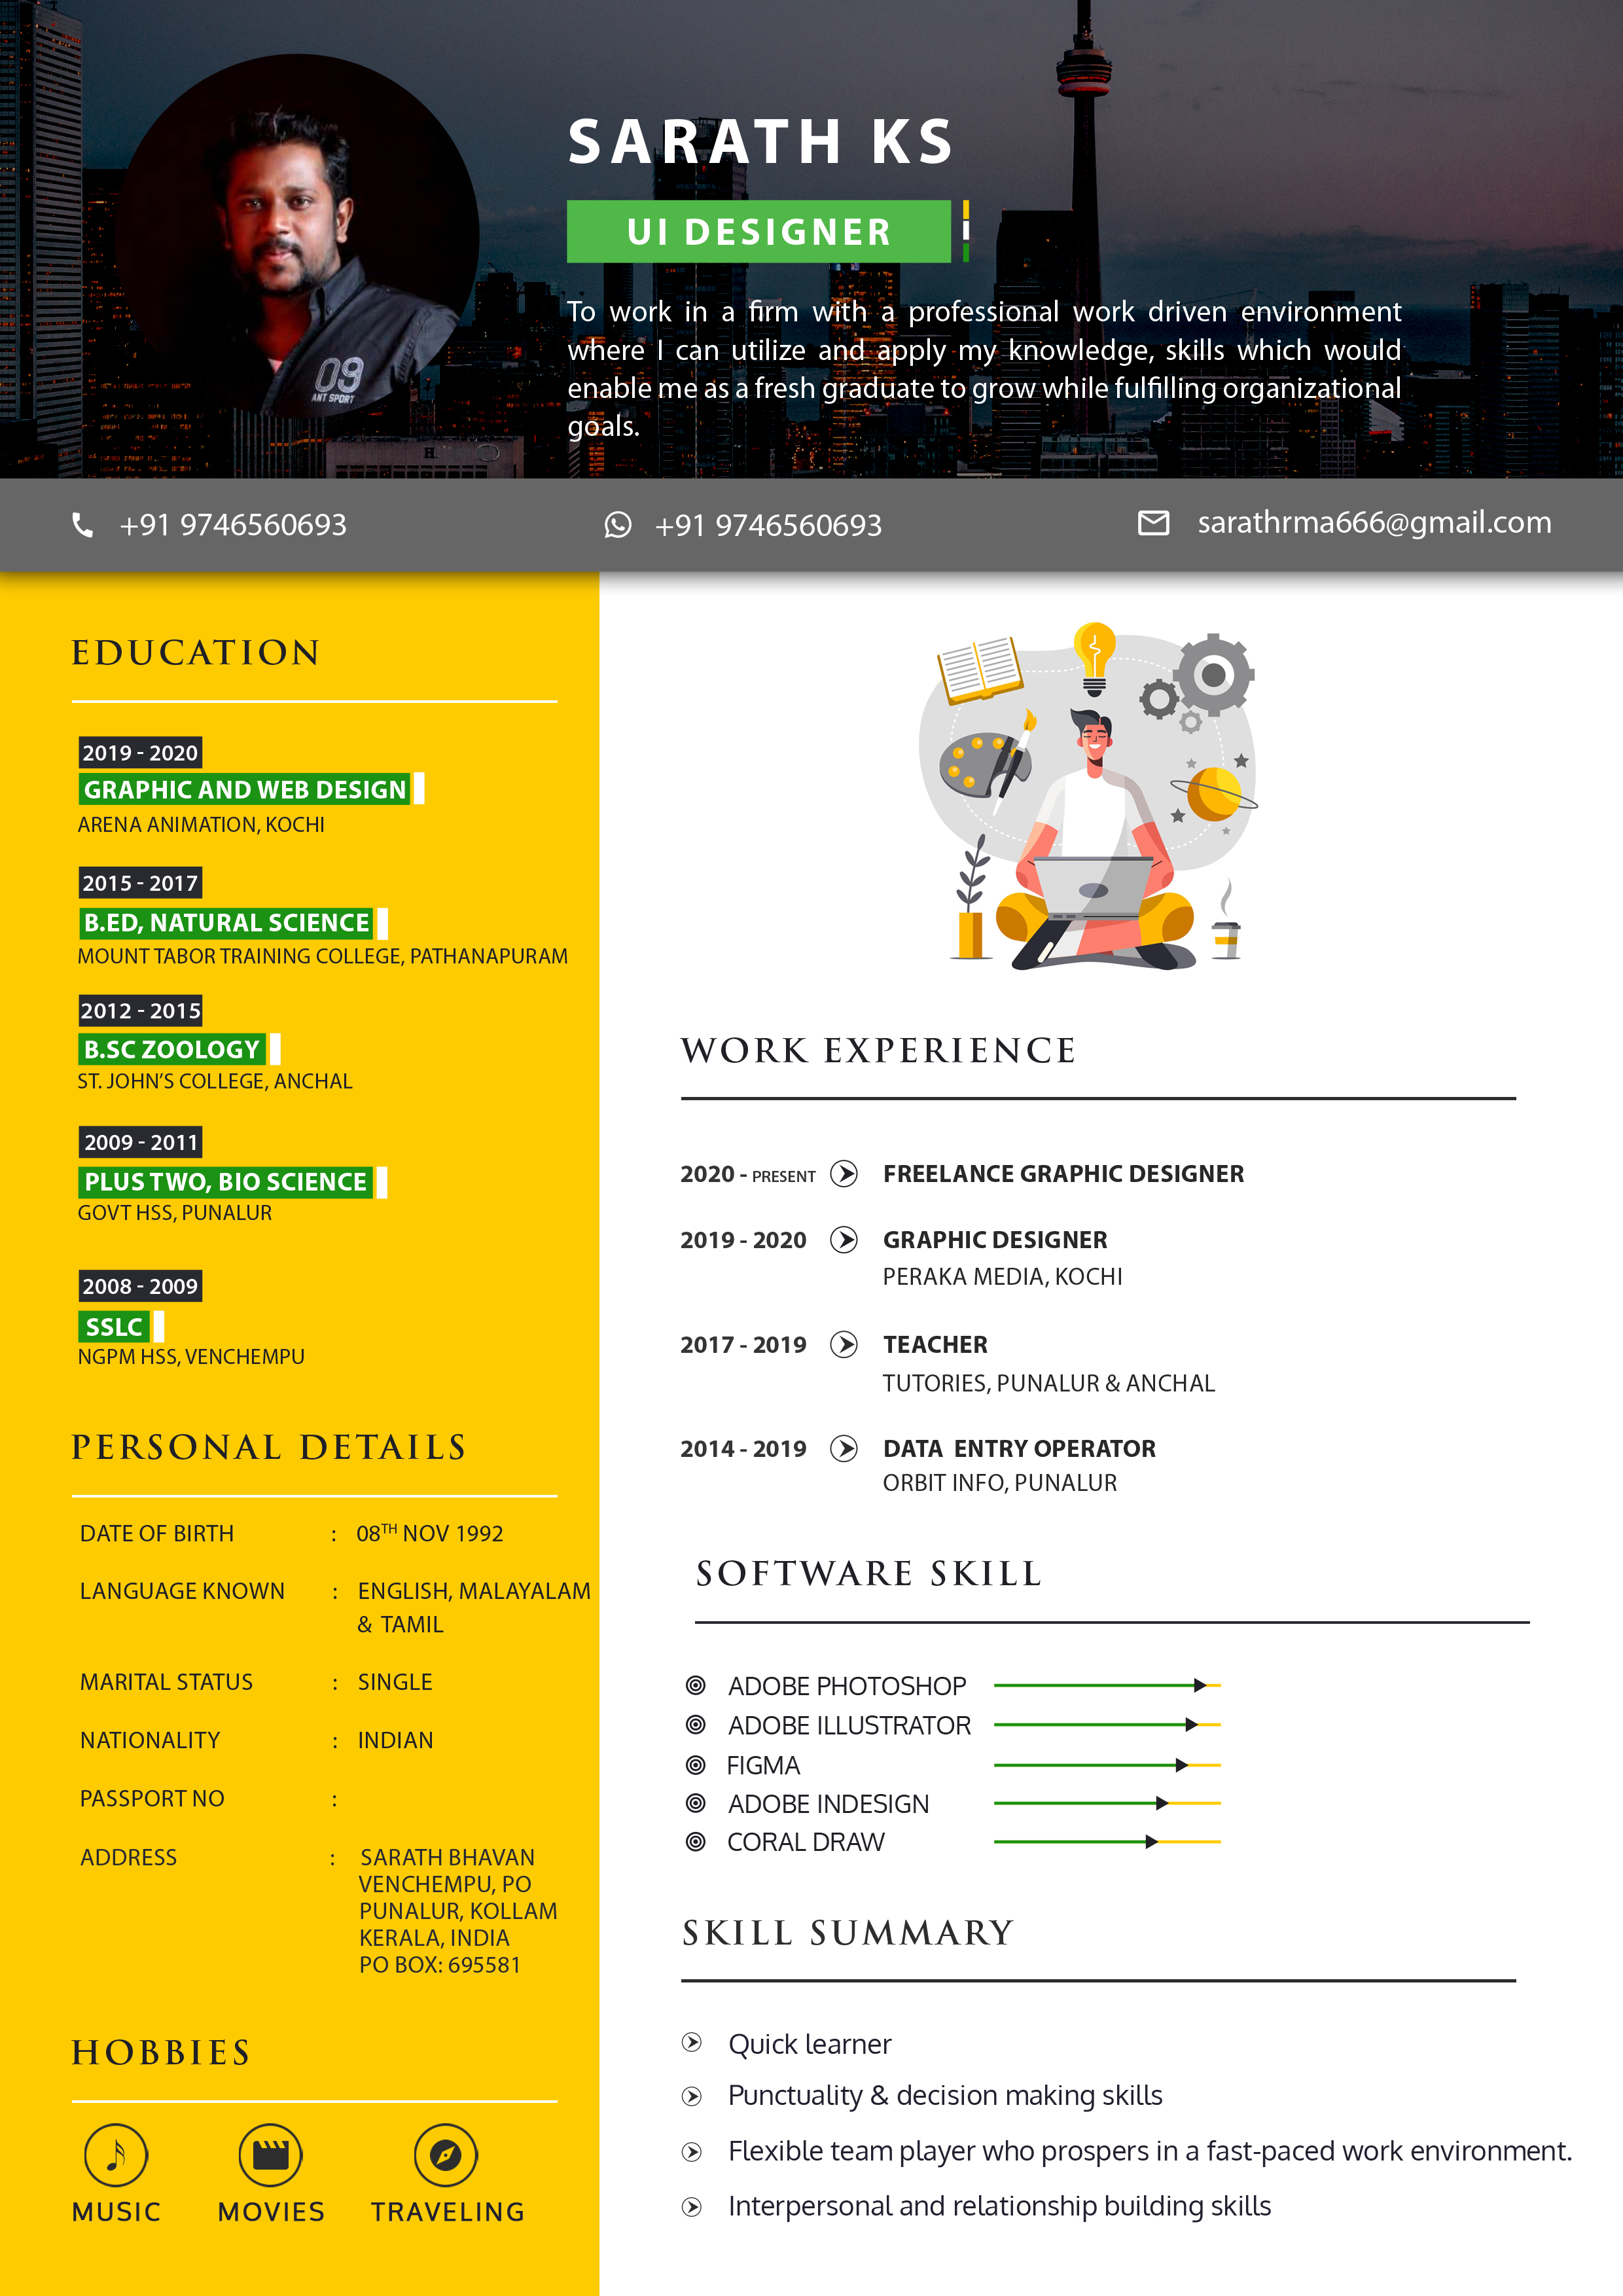 SARATH KS
UI DESIGNER
To work in a firm with a professional work driven environment
where I can utilize and apply my knowledge, skills which would
enable me as a fresh graduate to grow while fulfilling organizational
goals.
09
ANT SPORT
H
+91 9746560693
+91 9746560693
sarathrma666@gmail.com
EDUCATION
2019 - 2020
GRAPHIC AND WEB DESIGN
ARENA ANIMATION, KOCHI
2015 - 2017
B.ED, NATURAL SCIENCE
MOUNT TABOR TRAINING COLLEGE, PATHANAPURAM
2012 - 2015
B.SC ZOOLOGY
ST. JOHN’S COLLEGE, ANCHAL
2009 - 2011
PLUS TWO, BIO SCIENCE
GOVT HSS, PUNALUR
2008 - 2009
SSLC
NGPM HSS, VENCHEMPU
PERSONAL DETAILS
DATE OF BIRTH : 08TH NOV 1992
LANGUAGE KNOWN : ENGLISH, MALAYALAM
& TAMIL
MARITAL STATUS : SINGLE
NATIONALITY : INDIAN
PASSPORT NO :
ADDRESS : SARATH BHAVAN
VENCHEMPU, PO
PUNALUR, KOLLAM
KERALA, INDIA
PO BOX: 695581
HOBBIES
MUSIC MOVIES TRAVELING
WORK EXPERIENCE
2020 - PRESENT FREELANCE GRAPHIC DESIGNER
2019 - 2020 GRAPHIC DESIGNER
PERAKA MEDIA, KOCHI
2017 - 2019 TEACHER
TUTORIES, PUNALUR & ANCHAL
2014 - 2019 DATA ENTRY OPERATOR
ORBIT INFO, PUNALUR
SOFTWARE SKILL
ADOBE PHOTOSHOP
ADOBE ILLUSTRATOR
FIGMA
ADOBE INDESIGN
CORAL DRAW
SKILL SUMMARY
Quick learner
Punctuality & decision making skills
Flexible team player who prospers in a fast-paced work environment.
Interpersonal and relationship building skills